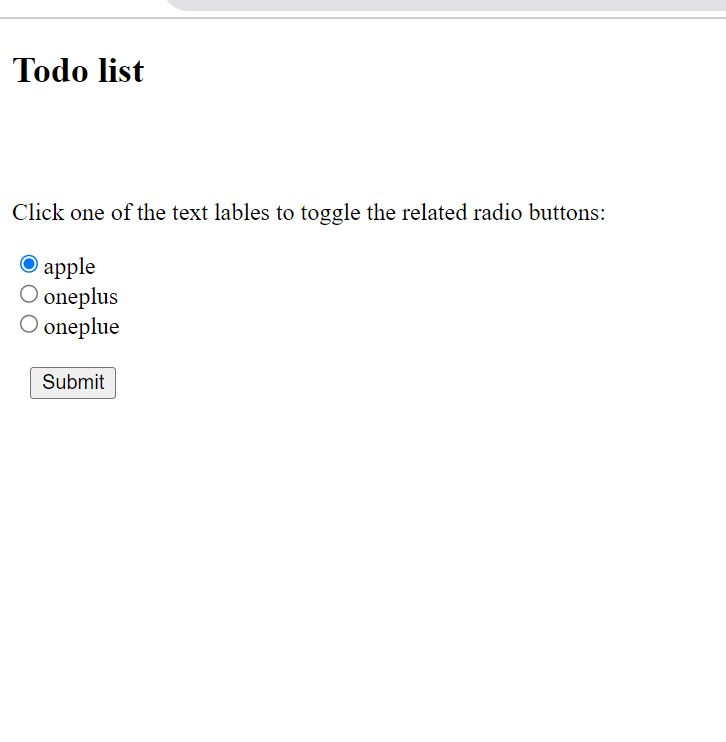 Todo list
Click one of the text lables to toggle the related radio buttons:
apple
oneplus
oneplue
Submit